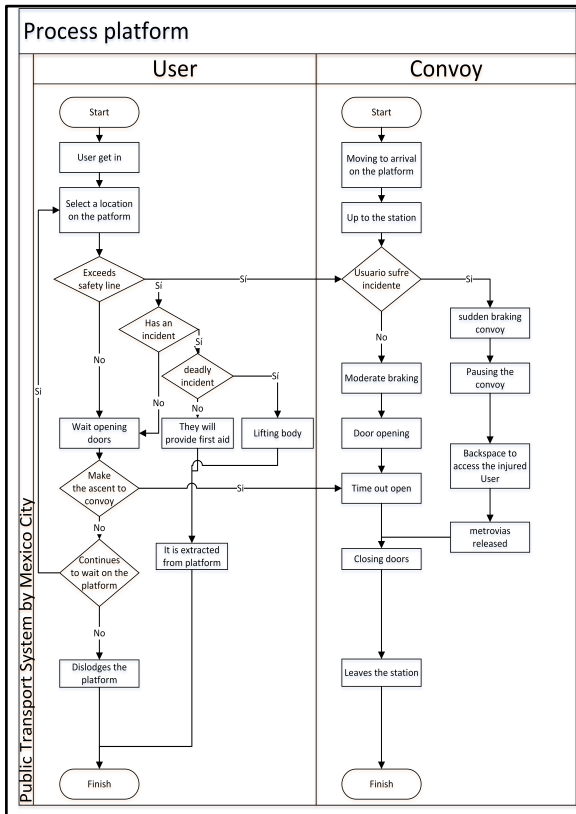 Process platform
Public Transport System by Mexico City
User
Convoy
Start
User get in
Select a location
on the patform
Exceeds
safety line
Sí
Sí
Has an
incident
Sí
No
deadly
incident
Sí
No
No
Sí
Wait opening
doors
They will
provide first aid
Lifting body
Make
the ascent to
convoy
Si
No
It is extracted
from platform
Continues
to wait on the
platform
No
Dislodges the
platform
Finish
Start
Moving to arrival
on the platform
Up to the station
Usuario sufre
incidente
Si
No
sudden braking
convoy
Moderate braking
Pausing the
convoy
Door opening
Backspace to
access the injured
User
Time out open
metrovias
released
Closing doors
Leaves the station
Finish